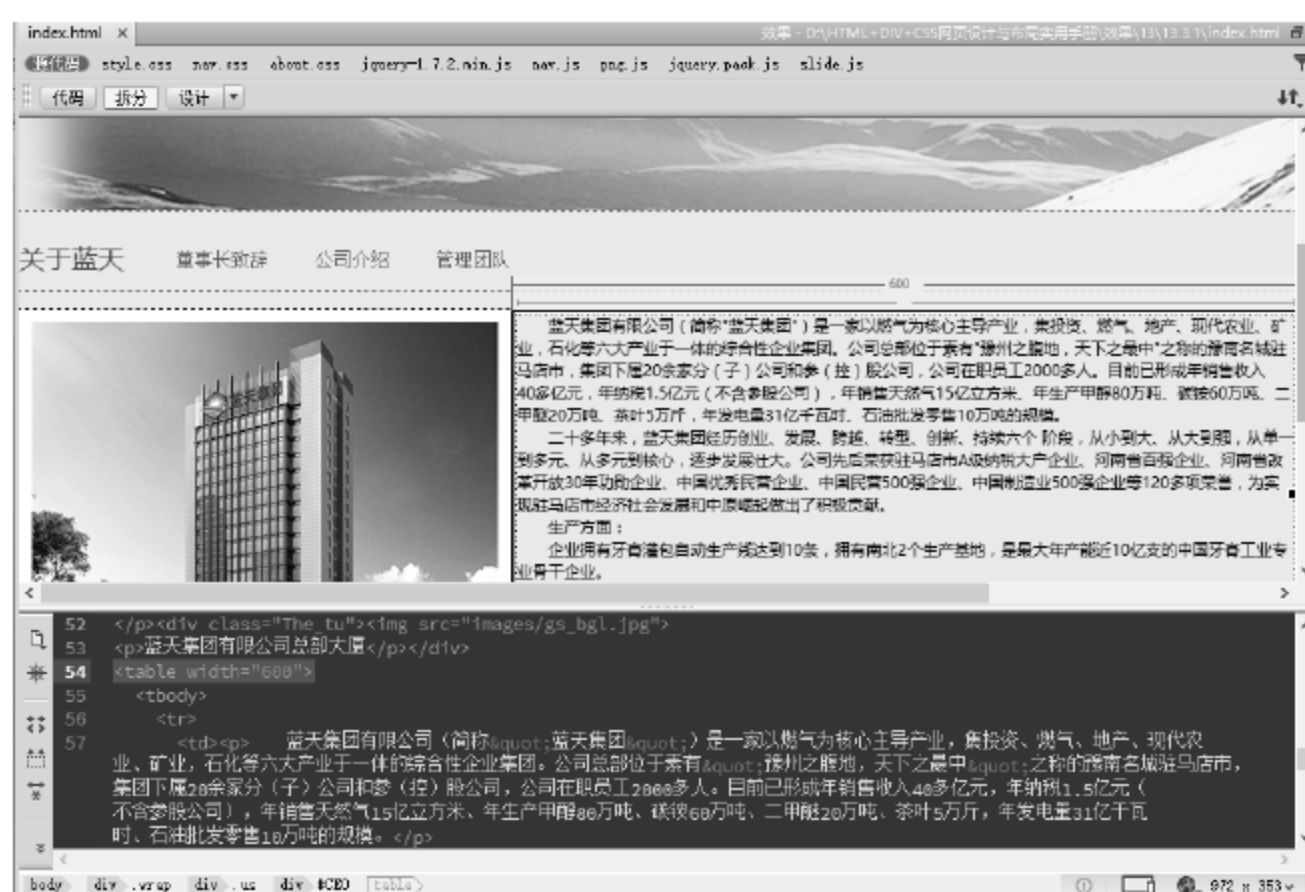 index.html ×
效果 - D:\HTML+DIV+CSS网页设计与布局实用手册\效果\13\13.3.1\index.html
源代码 style.css nav.css about.css jquery-1.7.2.min.js nav.js png.js jquery.pack.js slide.js
代码 拆分 设计
关于蓝天 董事长致辞 公司介绍 管理团队
600
蓝天集团
蓝天集团有限公司（简称"蓝天集团"）是一家以燃气为核心主导产业，集投资、燃气、地产、现代农业、矿
业，石化等六大产业于一体的综合性企业集团。公司总部位于素有"豫州之腹地，天下之最中"之称的豫南名城驻
马店市，集团下属20余家分（子）公司和参（控）股公司，公司在职员工2000多人。目前已形成年销售收入
40多亿元，年纳税1.5亿元（不含参股公司），年销售天然气15亿立方米、年生产甲醇80万吨、碳铵60万吨、二
甲醚20万吨、茶叶5万斤，年发电量31亿千瓦时、石油批发零售10万吨的规模。
二十多年来，蓝天集团经历创业、发展、跨越、转型、创新、持续六个 阶段，从小到大、从大到强，从单一
到多元、从多元到核心，逐步发展壮大。公司先后荣获驻马店市A级纳税大户企业、河南省百强企业、河南省改
革开放30年功勋企业、中国优秀民营企业、中国民营500强企业、中国制造业500强企业等120多项荣誉，为实
现驻马店市经济社会发展和中原崛起做出了积极贡献。
生产方面：
企业拥有牙膏灌包自动生产线达到10条，拥有南北2个生产基地，是最大年产能近10亿支的中国牙膏工业专
业骨干企业。
52 </p><div class="The_tu"><img src="images/gs_bgl.jpg">
53 <p>蓝天集团有限公司总部大厦</p></div>
54 <table width="600">
55 <tbody>
56 <tr>
57 <td><p> 蓝天集团有限公司（简称&quot;蓝天集团&quot;）是一家以燃气为核心主导产业，集投资、燃气、地产、现代农
业、矿业，石化等六大产业于一体的综合性企业集团。公司总部位于素有&quot;豫州之腹地，天下之最中&quot;之称的豫南名城驻马店市，
集团下属20余家分（子）公司和参（控）股公司，公司在职员工2000多人。目前已形成年销售收入40多亿元，年纳税1.5亿元（
不含参股公司），年销售天然气15亿立方米、年生产甲醇80万吨、碳铵60万吨、二甲醚20万吨、茶叶5万斤，年发电量31亿千瓦
时、石油批发零售10万吨的规模。</p>
body div .wrap div .us div #CEO table
972 x 353